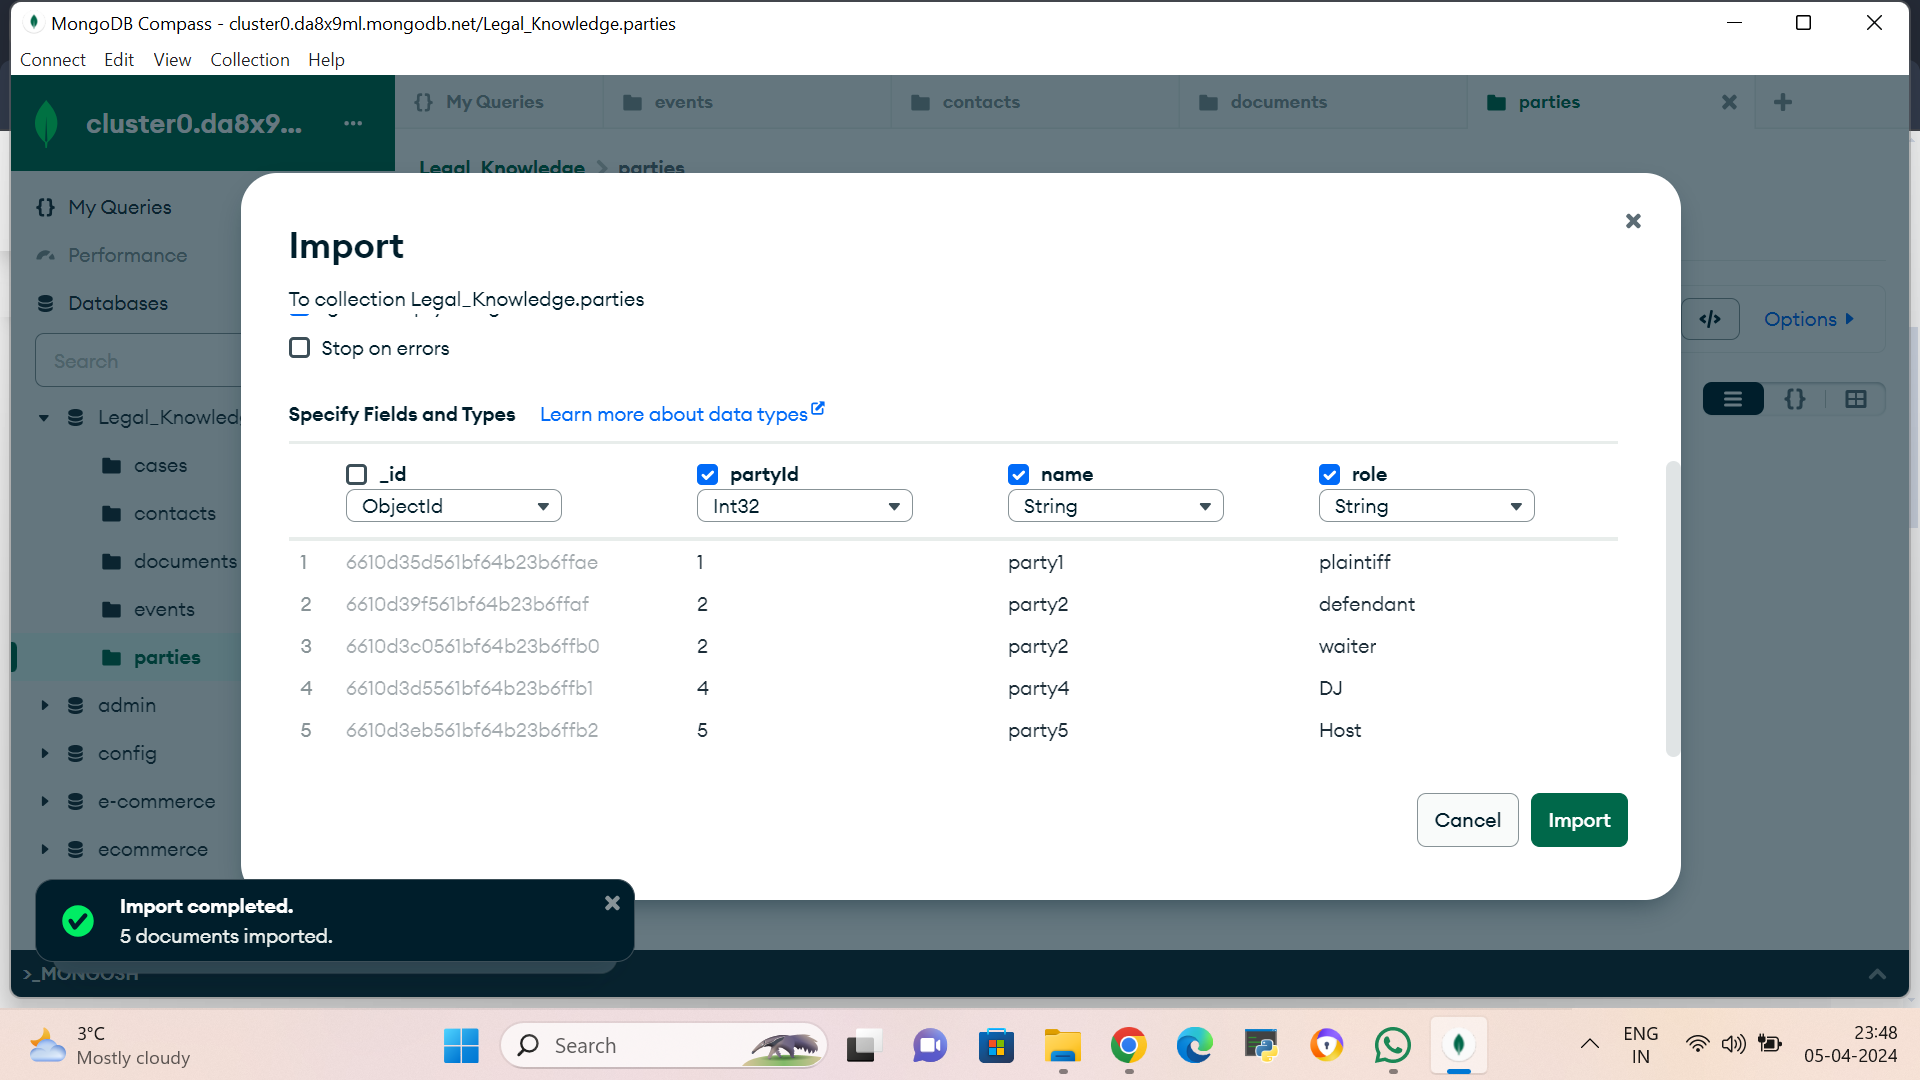 MongoDB Compass - cluster0.da8x9ml.mongodb.net/Legal_Knowledge.parties
Connect Edit View Collection Help
cluster0.da8x9... ...
{} My Queries
events
contacts
documents
parties
Legal_Knowledge > parties
{} My Queries
Performance
Databases
Search
Legal_Knowled
cases
contacts
documents
events
parties
admin
config
e-commerce
ecommerce
</> Options
{}
Import
To collection Legal_Knowledge.parties
Stop on errors
Specify Fields and Types Learn more about data types
_id partyId name role
ObjectId Int32 String String
1 6610d35d561bf64b23b6ffae 1 party1 plaintiff
2 6610d39f561bf64b23b6ffaf 2 party2 defendant
3 6610d3c0561bf64b23b6ffb0 2 party2 waiter
4 6610d3d5561bf64b23b6ffb1 4 party4 DJ
5 6610d3eb561bf64b23b6ffb2 5 party5 Host
Cancel Import
Import completed.
5 documents imported.
>_MONGOSH
3°C
Mostly cloudy
Search
ENG
IN
23:48
05-04-2024